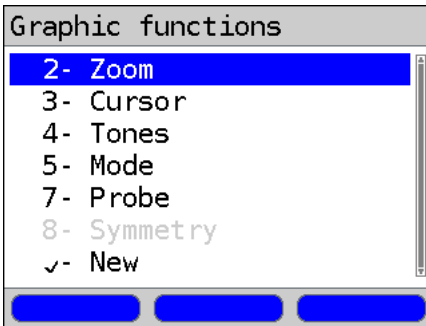 Graphic functions
2- Zoom
3- Cursor
4- Tones
5- Mode
7- Probe
8- Symmetry
✓- New